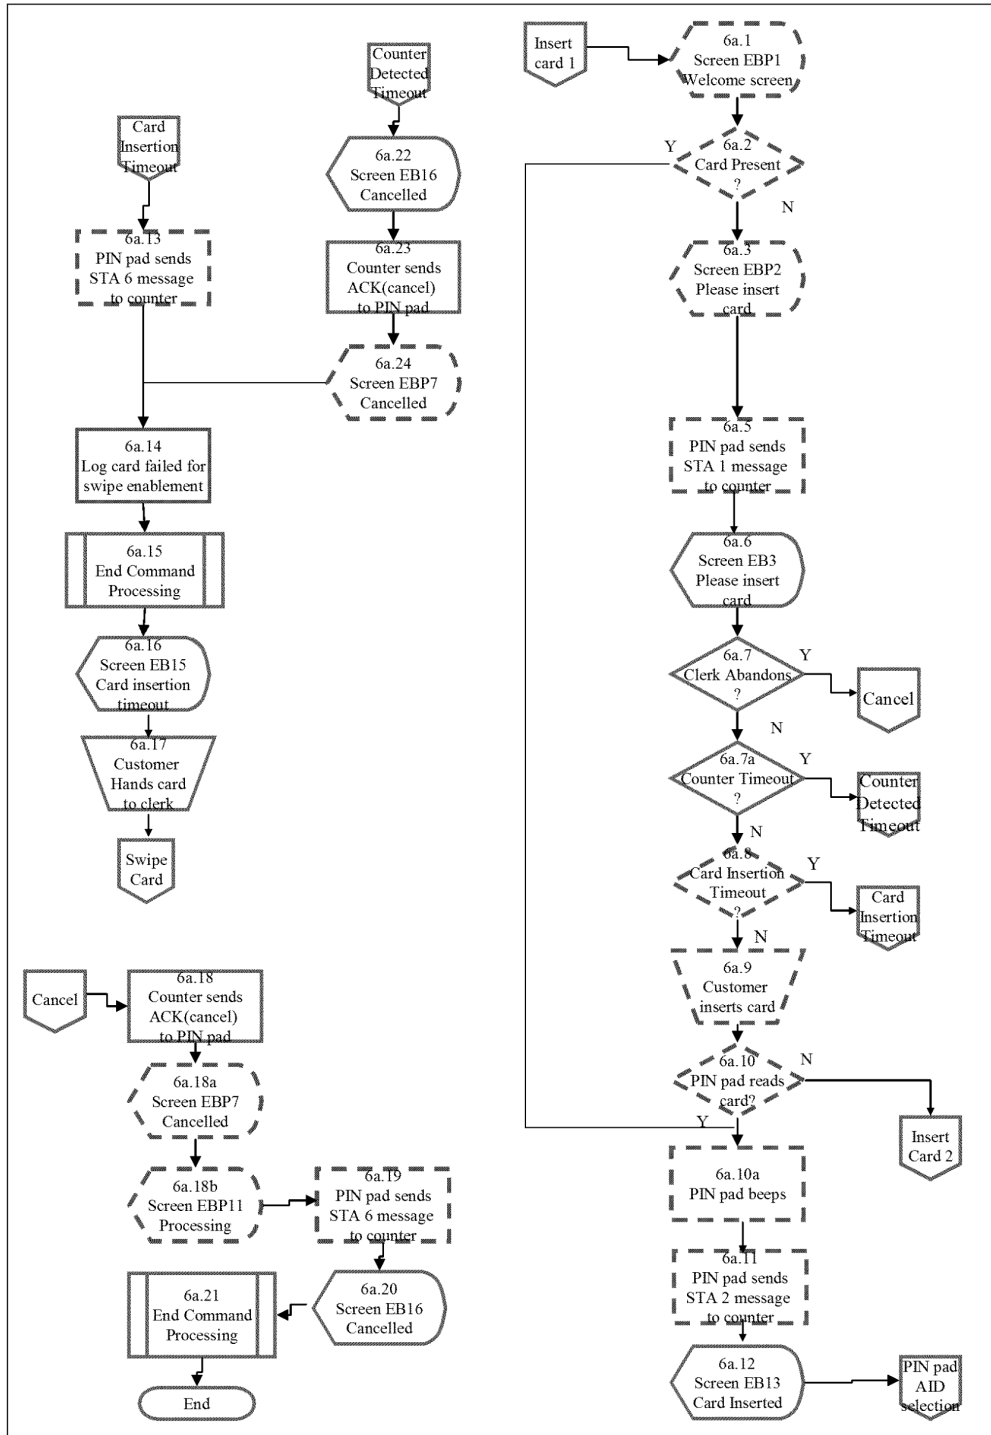 Insert
card 1
6a.1
Screen EBP1
Welcome screen
Y
6a.2
Card Present
?
N
6a.3
Screen EBP2
Please insert
card
6a.5
PIN pad sends
STA 1 message
to counter
6a.6
Screen EB3
Please insert
card
6a.7
Clerk Abandons
?
Y
Cancel
N
6a.7a
Counter Timeout
?
Y
Counter
Detected
Timeout
N
6a.8
Card Insertion
Timeout
?
Y
Card
Insertion
Timeout
N
6a.9
Customer
inserts card
6a.10
PIN pad reads
card?
N
Insert
Card 2
Y
6a.10a
PIN pad beeps
6a.11
PIN pad sends
STA 2 message
to counter
6a.12
Screen EB13
Card Inserted
PIN pad
AID
selection
Counter
Detected
Timeout
6a.22
Screen EB16
Cancelled
6a.23
Counter sends
ACK(cancel)
to PIN pad
6a.24
Screen EBP7
Cancelled
Card
Insertion
Timeout
6a.13
PIN pad sends
STA 6 message
to counter
6a.14
Log card failed for
swipe enablement
6a.15
End Command
Processing
6a.16
Screen EB15
Card insertion
timeout
6a.17
Customer
Hands card
to clerk
Swipe
Card
Cancel
6a.18
Counter sends
ACK(cancel)
to PIN pad
6a.18a
Screen EBP7
Cancelled
6a.18b
Screen EBP11
Processing
6a.19
PIN pad sends
STA 6 message
to counter
6a.20
Screen EB16
Cancelled
6a.21
End Command
Processing
End